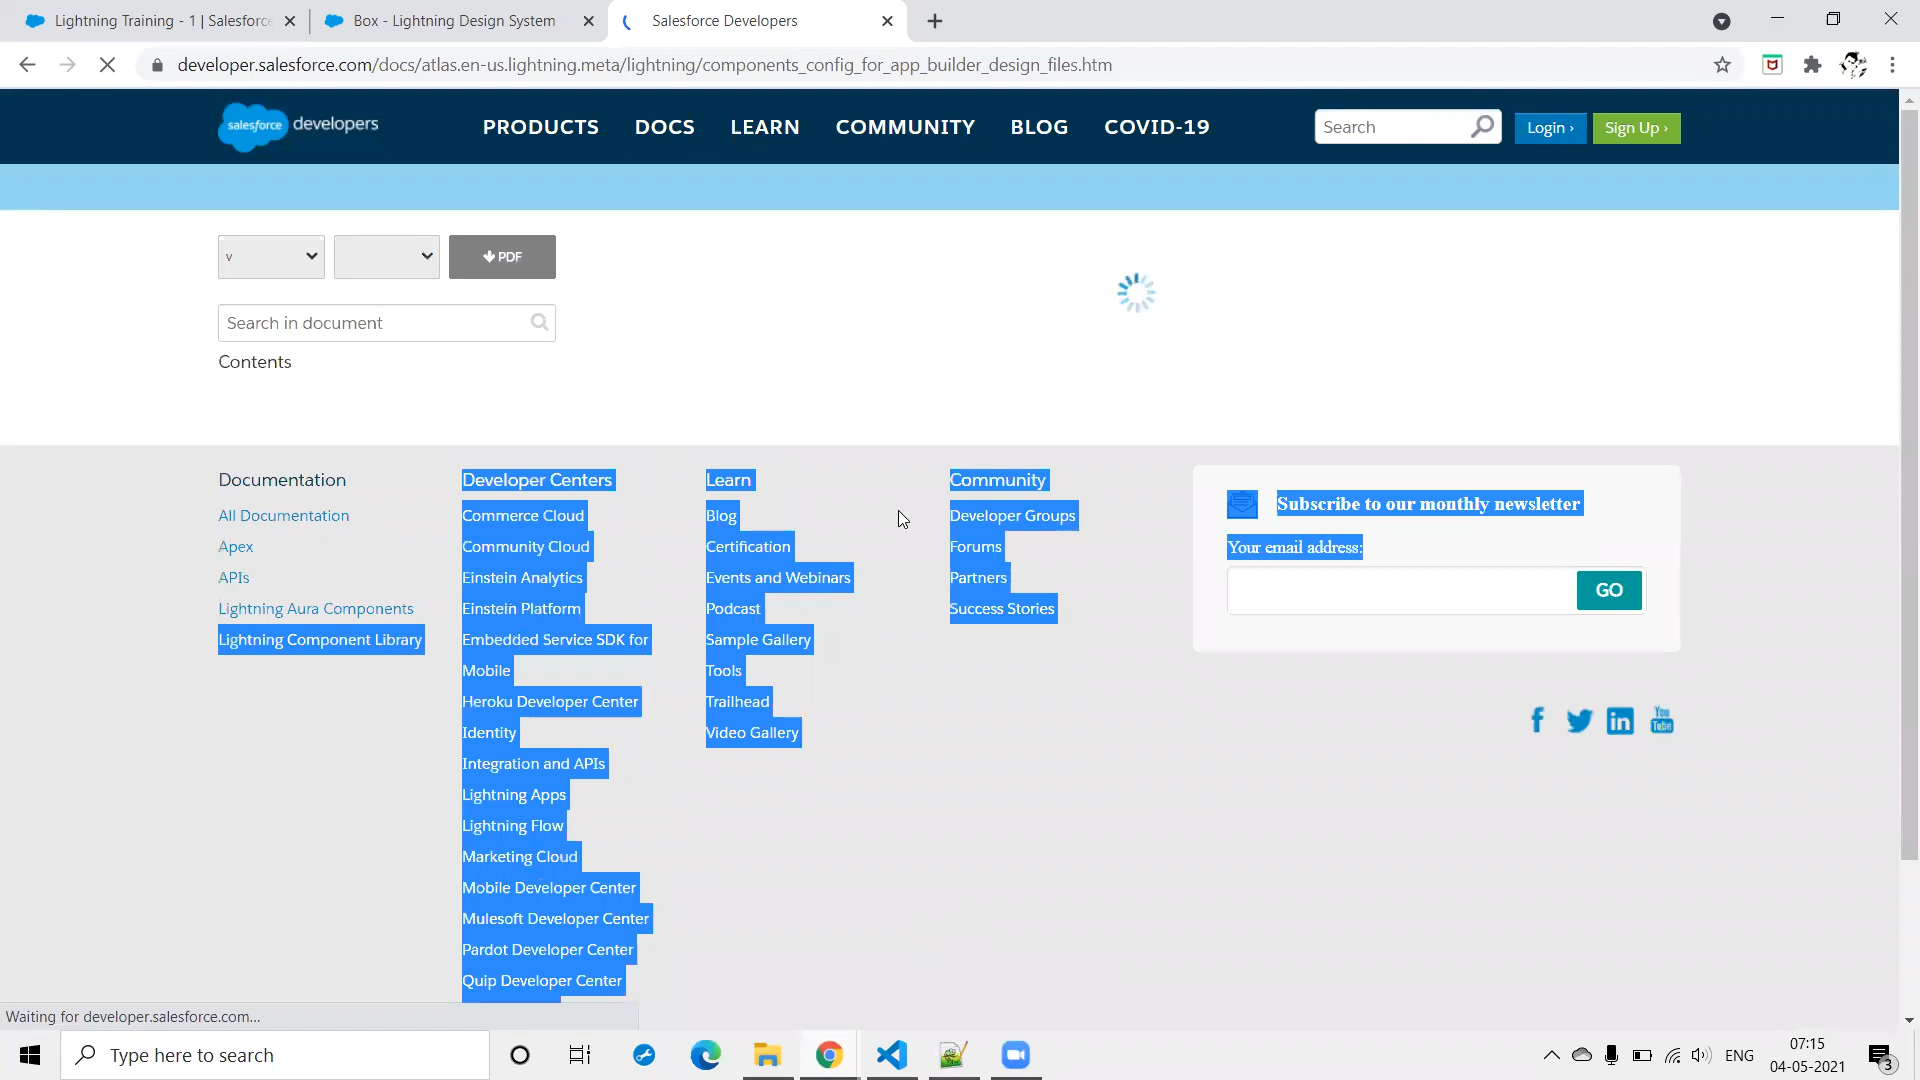 Lightning Training - 1 | Salesforce
Box - Lightning Design System
Salesforce Developers
developer.salesforce.com/docs/atlas.en-us.lightning.meta/lightning/components_config_for_app_builder_design_files.htm
salesforce developers
PRODUCTS DOCS LEARN COMMUNITY BLOG COVID-19
Search
Login ›
Sign Up ›
v
PDF
Search in document
Contents
Documentation
All Documentation
Apex
APIs
Lightning Aura Components
Lightning Component Library
Developer Centers
Commerce Cloud
Community Cloud
Einstein Analytics
Einstein Platform
Embedded Service SDK for
Mobile
Heroku Developer Center
Identity
Integration and APIs
Lightning Apps
Lightning Flow
Marketing Cloud
Mobile Developer Center
Mulesoft Developer Center
Pardot Developer Center
Quip Developer Center
Learn
Blog
Certification
Events and Webinars
Podcast
Sample Gallery
Tools
Trailhead
Video Gallery
Community
Developer Groups
Forums
Partners
Success Stories
Subscribe to our monthly newsletter
Your email address:
GO
You
Tube
Waiting for developer.salesforce.com...
Type here to search
ENG
07:15
04-05-2021
3